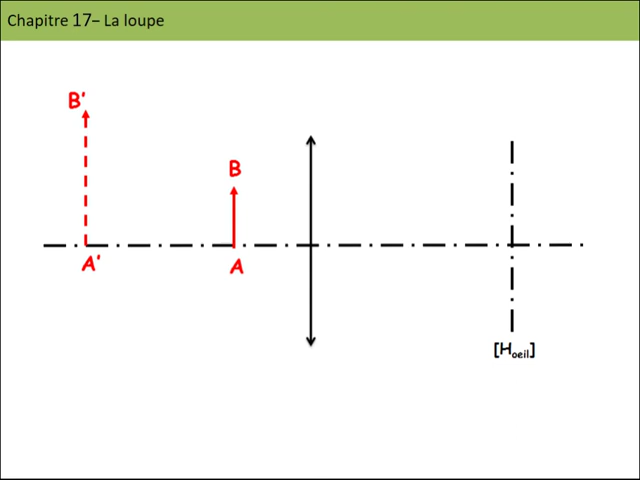 Chapitre 17– La loupe
B'
B
A'
A
[Hoeil]